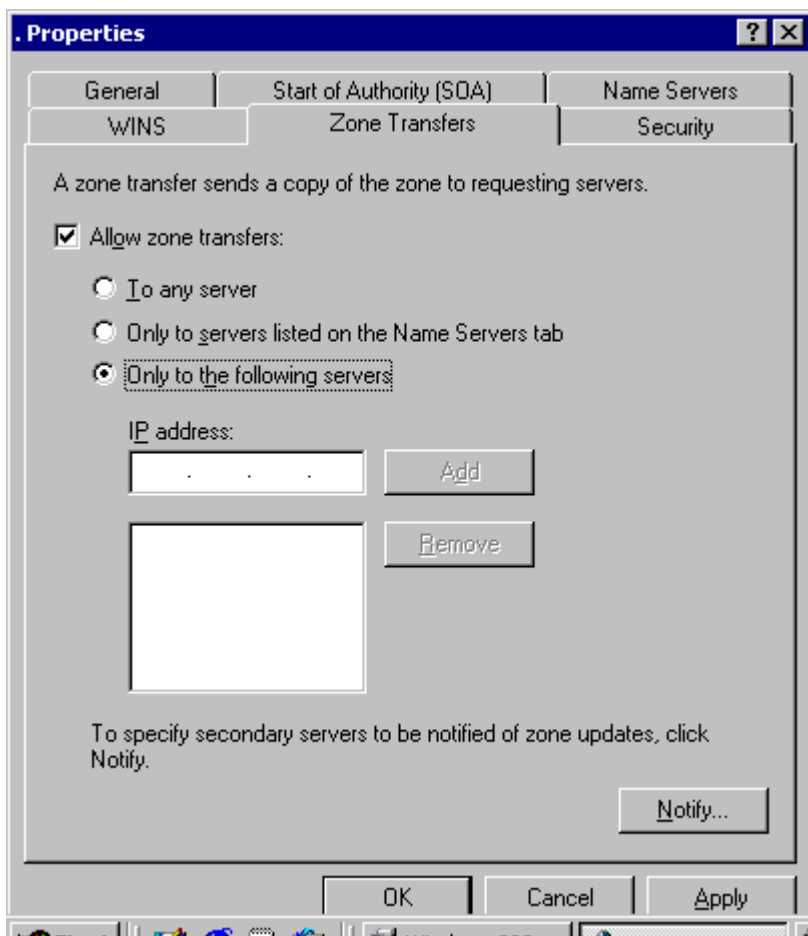 . Properties
General
Start of Authority (SOA)
Name Servers
WINS
Zone Transfers
Security
A zone transfer sends a copy of the zone to requesting servers.
Allow zone transfers:
To any server
Only to servers listed on the Name Servers tab
Only to the following servers
IP address:
. . .
Add
Remove
To specify secondary servers to be notified of zone updates, click
Notify.
Notify...
OK
Cancel
Apply